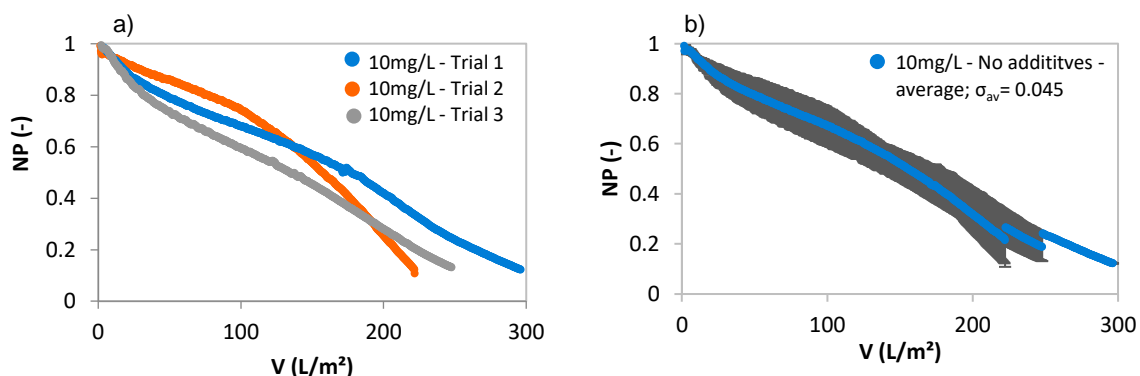 a)
1
0.8
0.6
0.4
0.2
0
NP (-)
0
100
200
300
V (L/m²)
10mg/L - Trial 1
10mg/L - Trial 2
10mg/L - Trial 3
b)
1
0.8
0.6
0.4
0.2
0
NP (-)
0
100
200
300
V (L/m²)
10mg/L - No addititves -
average; σav= 0.045